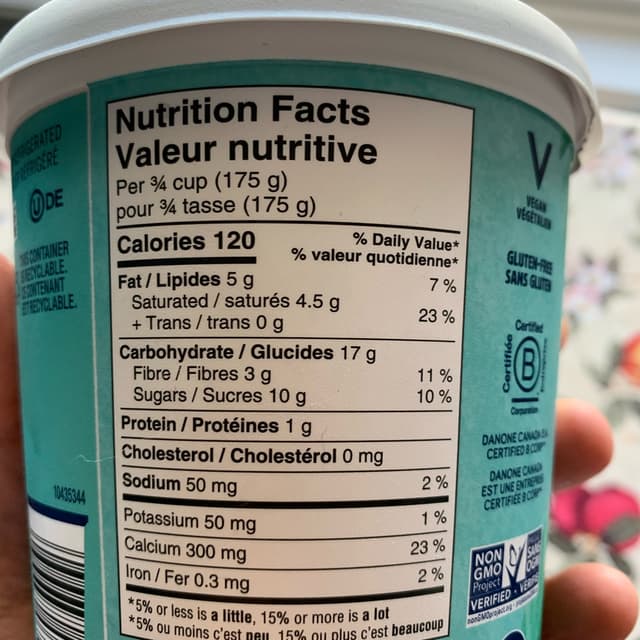 Nutrition Facts
Valeur nutritive
Per ¾ cup (175 g)
pour ¾ tasse (175 g)
Calories 120
% Daily Value*
% valeur quotidienne*
Fat / Lipides 5 g 7 %
Saturated / saturés 4.5 g
+ Trans / trans 0 g 23 %
Carbohydrate / Glucides 17 g
Fibre / Fibres 3 g 11 %
Sugars / Sucres 10 g 10 %
Protein / Protéines 1 g
Cholesterol / Cholestérol 0 mg
Sodium 50 mg 2 %
Potassium 50 mg 1 %
Calcium 300 mg 23 %
Iron / Fer 0.3 mg 2 %
*5% or less is a little, 15% or more is a lot
*5% ou moins c'est peu, 15% ou plus c'est beaucoup
U DE
CONTAINER
RECYCLABLE.
RECYCLABLE.
10435344
V
VEGAN
VÉGÉTALIEN
GLUTEN-FREE
SANS GLUTEN
Certified
Certifiée
B
Corporation
DANONE CANADA
CERTIFIED B CORP
DANONE CANADA
EST UNE ENTREPRISE
CERTIFIÉE B CORP
NON
GMO
Project
VERIFIED
SANS
nonGMOproject.org